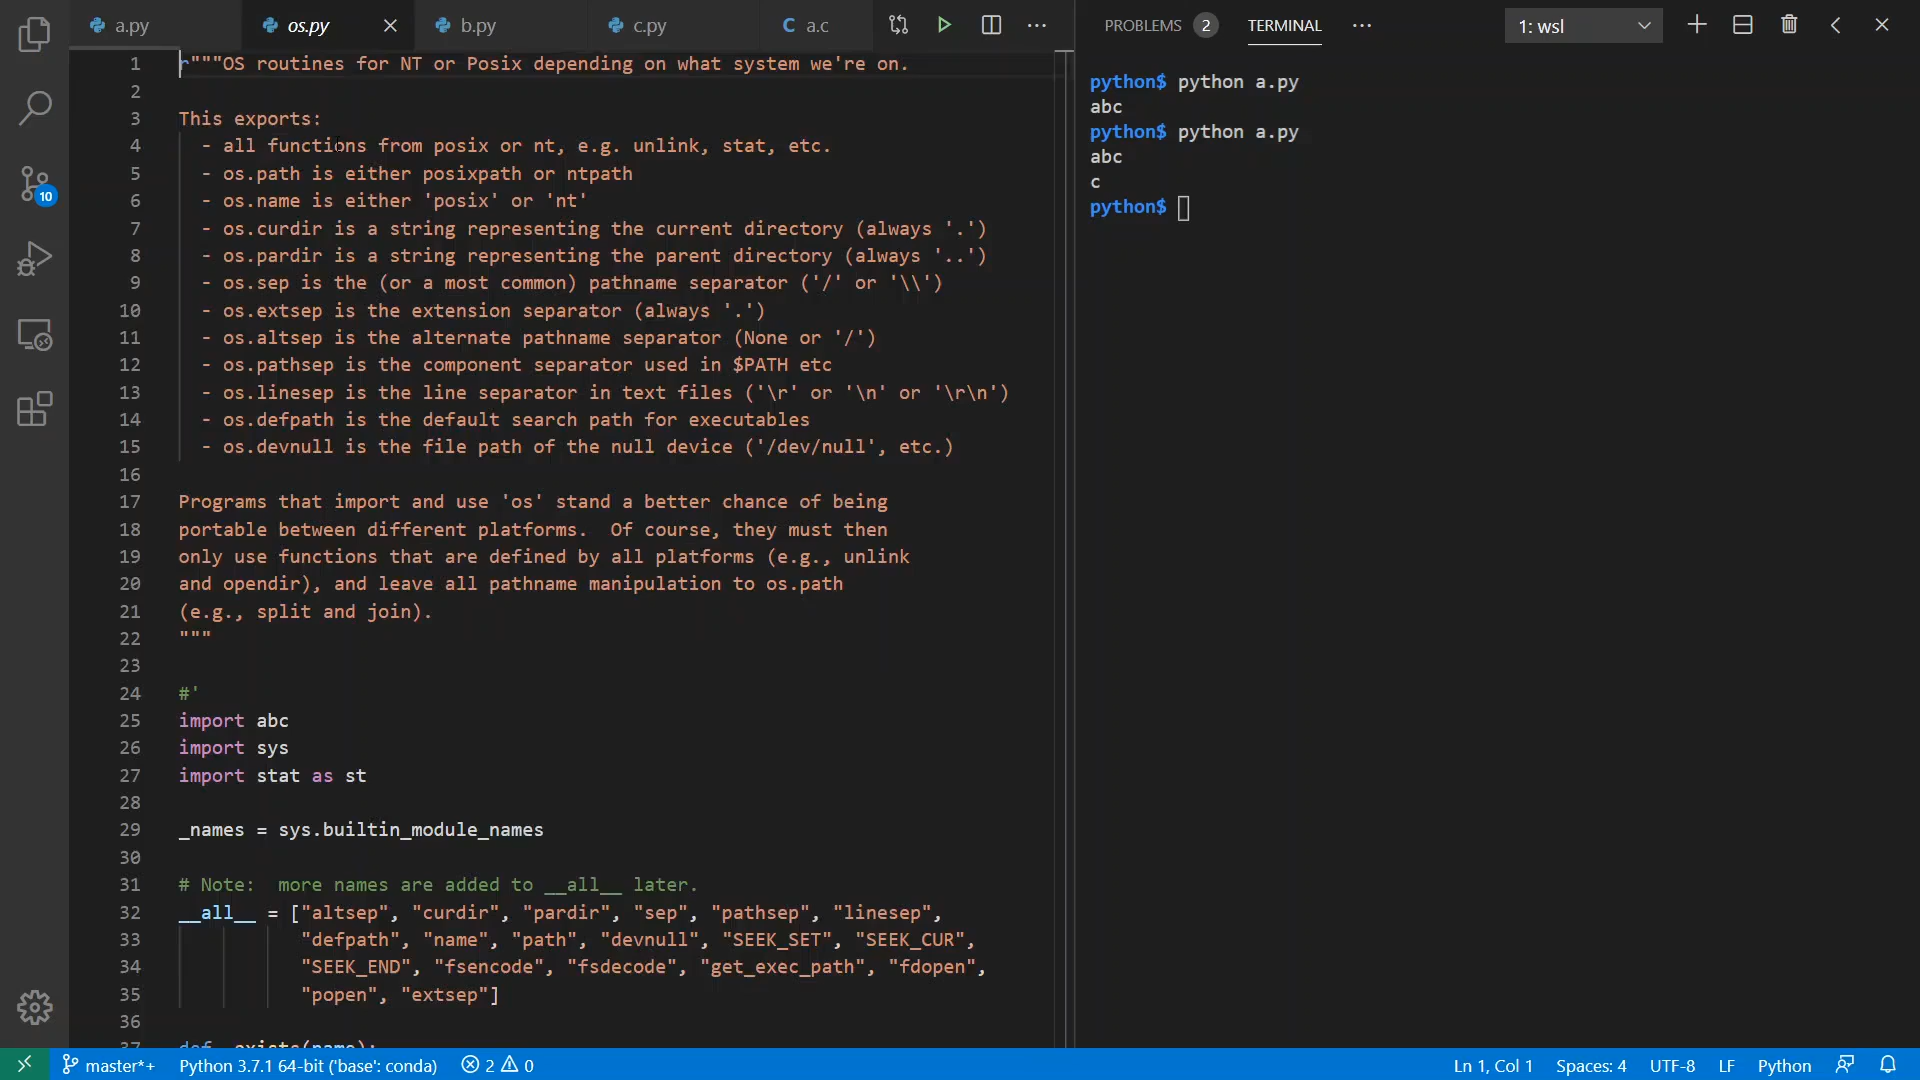 a.py os.py b.py c.py C a.c PROBLEMS 2 TERMINAL 1: wsl
1 r"""OS routines for NT or Posix depending on what system we're on.
2
3 This exports:
4 - all functions from posix or nt, e.g. unlink, stat, etc.
5 - os.path is either posixpath or ntpath
6 - os.name is either 'posix' or 'nt'
7 - os.curdir is a string representing the current directory (always '.')
8 - os.pardir is a string representing the parent directory (always '..')
9 - os.sep is the (or a most common) pathname separator ('/' or '\\')
10 - os.extsep is the extension separator (always '.')
11 - os.altsep is the alternate pathname separator (None or '/')
12 - os.pathsep is the component separator used in $PATH etc
13 - os.linesep is the line separator in text files ('\r' or '\n' or '\r\n')
14 - os.defpath is the default search path for executables
15 - os.devnull is the file path of the null device ('/dev/null', etc.)
16
17 Programs that import and use 'os' stand a better chance of being
18 portable between different platforms.  Of course, they must then
19 only use functions that are defined by all platforms (e.g., unlink
20 and opendir), and leave all pathname manipulation to os.path
21 (e.g., split and join).
22 """
23
24 #'
25 import abc
26 import sys
27 import stat as st
28
29 _names = sys.builtin_module_names
30
31 # Note:  more names are added to __all__ later.
32 __all__ = ["altsep", "curdir", "pardir", "sep", "pathsep", "linesep",
33 "defpath", "name", "path", "devnull", "SEEK_SET", "SEEK_CUR",
34 "SEEK_END", "fsencode", "fsdecode", "get_exec_path", "fdopen",
35 "popen", "extsep"]
36
37 def _exists(name):
python$ python a.py
abc
python$ python a.py
abc
c
python$
10
master*+ Python 3.7.1 64-bit ('base': conda) 2 0 Ln 1, Col 1 Spaces: 4 UTF-8 LF Python